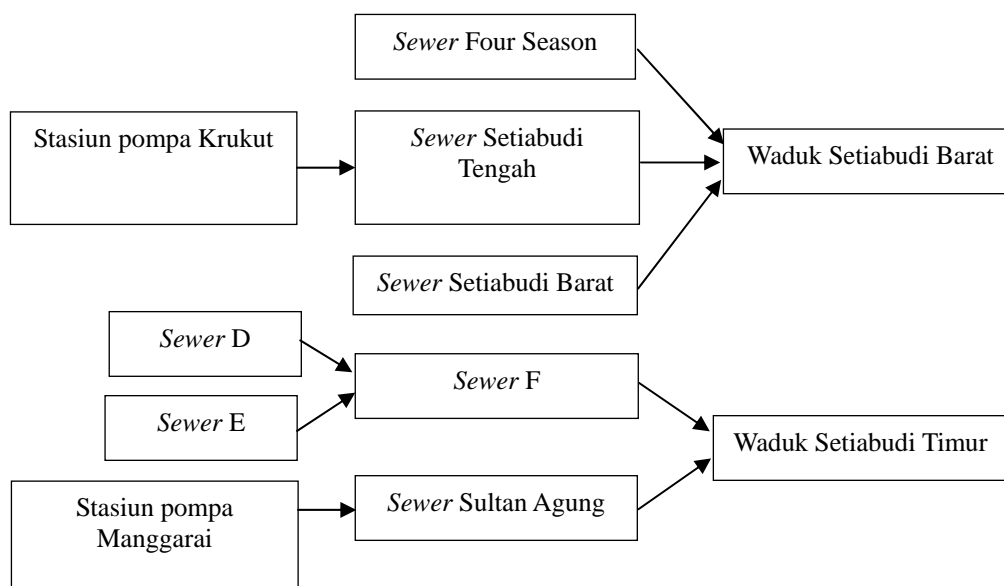 Sewer Four Season
Stasiun pompa Krukut
Sewer Setiabudi
Tengah
Waduk Setiabudi Barat
Sewer Setiabudi Barat
Sewer D
Sewer F
Sewer E
Waduk Setiabudi Timur
Stasiun pompa
Manggarai
Sewer Sultan Agung